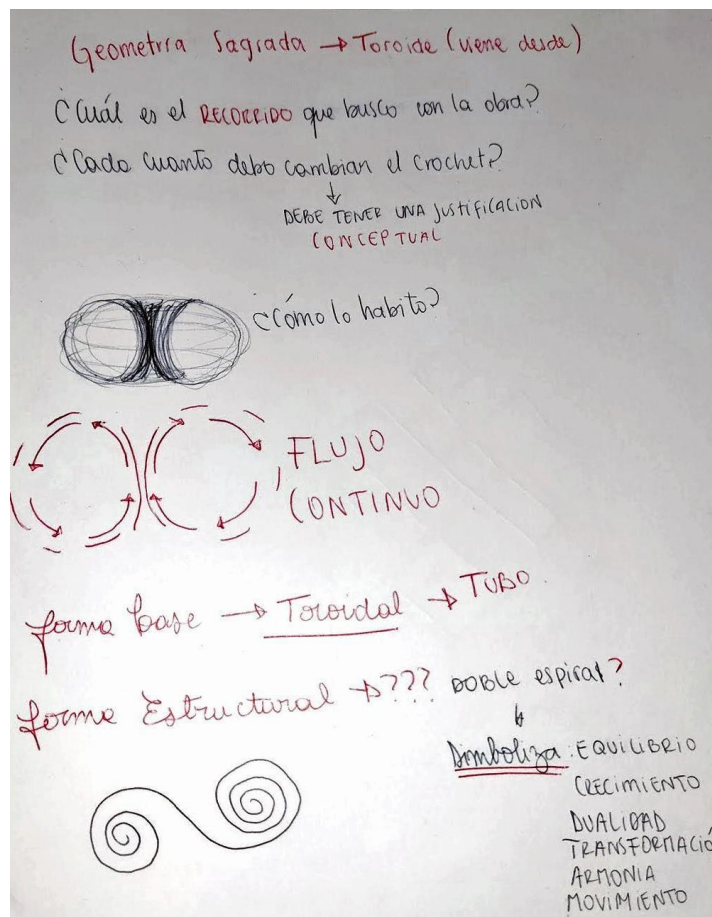 Geometría Sagrada → Toroide (viene desde)
¿Cuál es el RECORRIDO que busco con la obra?
¿Cada cuanto debo cambian el crochet?
↓
DEBE TENER UNA JUSTIFICACION
CONCEPTUAL
¿Cómo lo habito?
FLUJO
CONTINUO
forma base → Toroidal → TUBO
forma Estructural → ??? DOBLE espiral?
↓
Simboliza: EQUILIBRIO
CRECIMIENTO
DUALIDAD
TRANSFORMACIÓ
ARMONIA
MOVIMIENTO